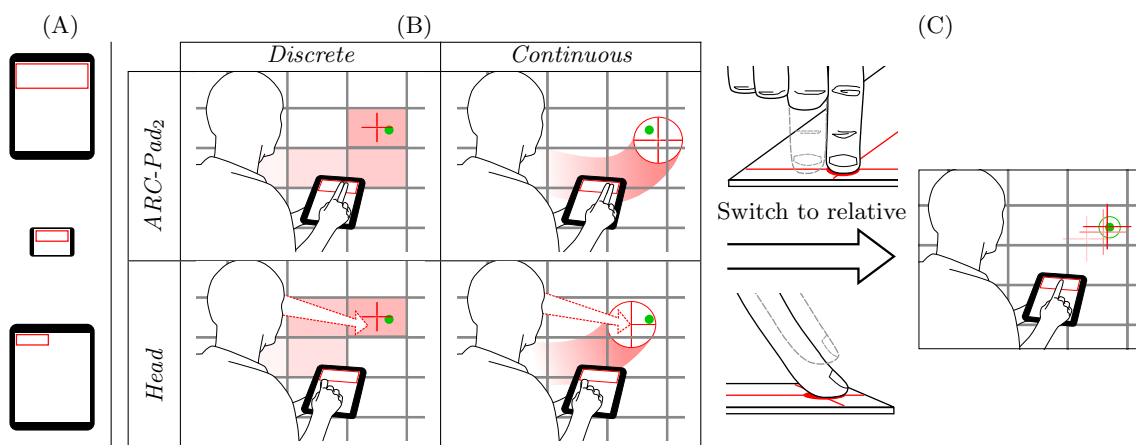 (A)
(B)
(C)
Discrete
Continuous
ARC-Pad₂
Head
Switch to relative